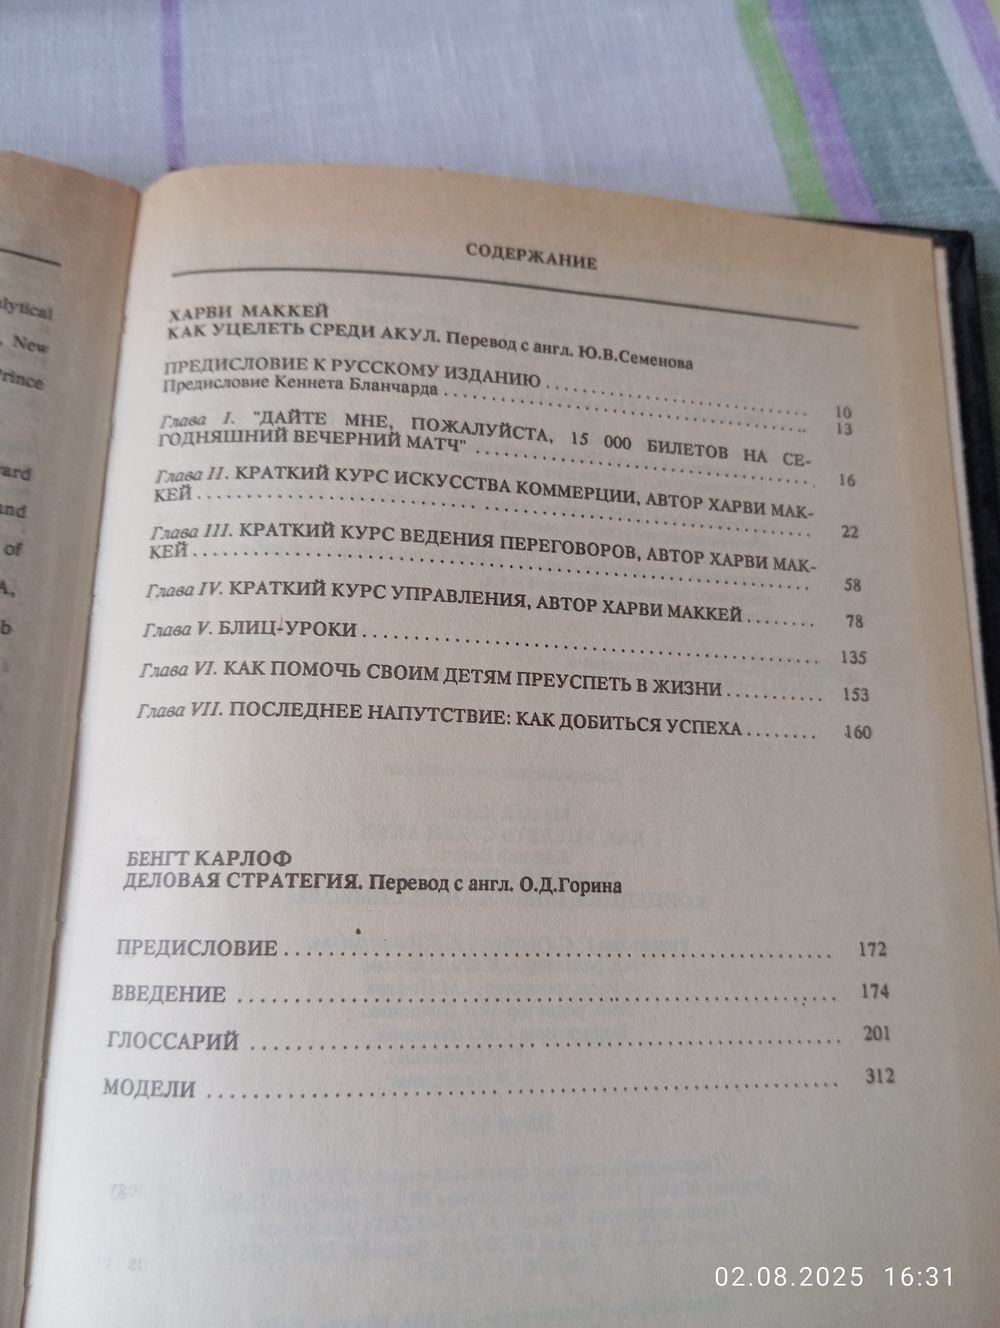 lytical
New
Prince
ard
and
of
A,
b
СОДЕРЖАНИЕ
ХАРВИ МАККЕЙ
КАК УЦЕЛЕТЬ СРЕДИ АКУЛ. Перевод с англ. Ю.В.Семенова
ПРЕДИСЛОВИЕ К РУССКОМУ ИЗДАНИЮ 10
Предисловие Кеннета Бланчарда 13
Глава I. "ДАЙТЕ МНЕ, ПОЖАЛУЙСТА, 15 000 БИЛЕТОВ НА СЕ-
ГОДНЯШНИЙ ВЕЧЕРНИЙ МАТЧ" 16
Глава II. КРАТКИЙ КУРС ИСКУССТВА КОММЕРЦИИ, АВТОР ХАРВИ МАК-
КЕЙ 22
Глава III. КРАТКИЙ КУРС ВЕДЕНИЯ ПЕРЕГОВОРОВ, АВТОР ХАРВИ МАК-
КЕЙ 58
Глава IV. КРАТКИЙ КУРС УПРАВЛЕНИЯ, АВТОР ХАРВИ МАККЕЙ 78
Глава V. БЛИЦ-УРОКИ 135
Глава VI. КАК ПОМОЧЬ СВОИМ ДЕТЯМ ПРЕУСПЕТЬ В ЖИЗНИ 153
Глава VII. ПОСЛЕДНЕЕ НАПУТСТВИЕ: КАК ДОБИТЬСЯ УСПЕХА 160
БЕНГТ КАРЛОФ
ДЕЛОВАЯ СТРАТЕГИЯ. Перевод с англ. О.Д.Горина
ПРЕДИСЛОВИЕ 172
ВВЕДЕНИЕ 174
ГЛОССАРИЙ 201
МОДЕЛИ 312
02.08.2025 16:31